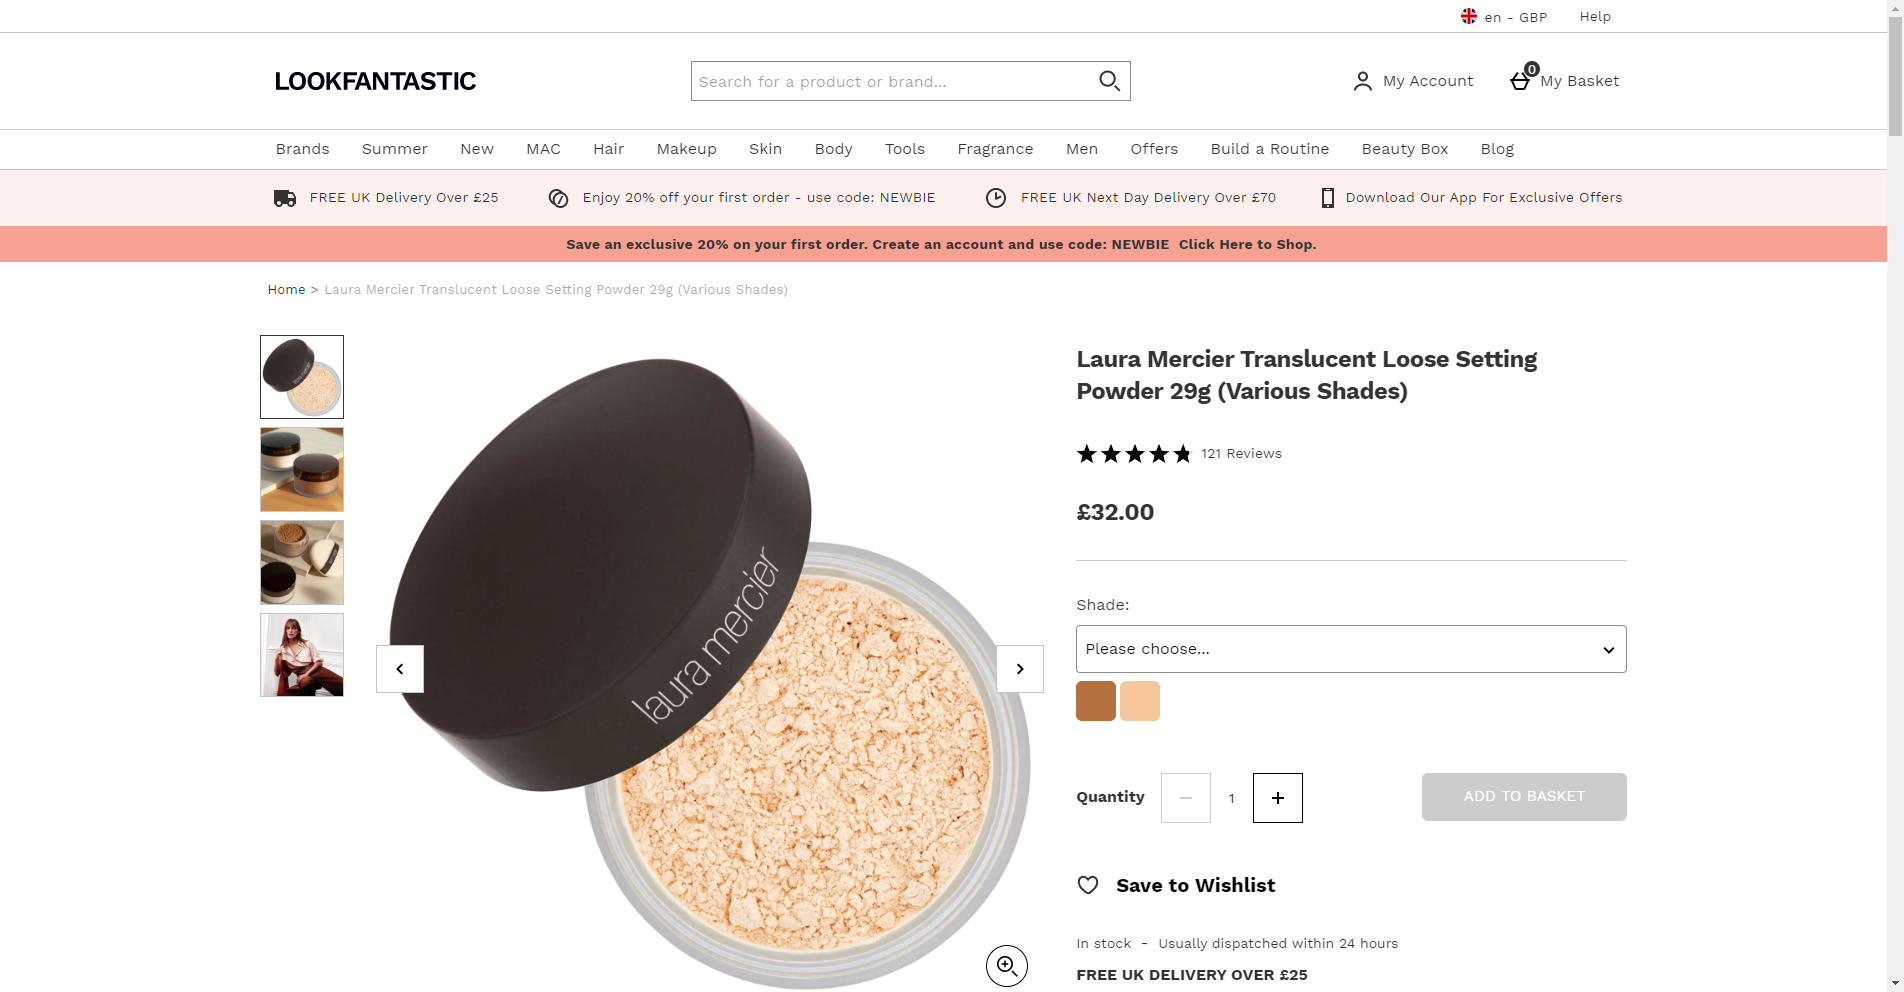 en - GBP
Help
LOOKFANTASTIC
Search for a product or brand...
My Account
0
My Basket
Brands
Summer
New
MAC
Hair
Makeup
Skin
Body
Tools
Fragrance
Men
Offers
Build a Routine
Beauty Box
Blog
FREE UK Delivery Over £25
Enjoy 20% off your first order - use code: NEWBIE
FREE UK Next Day Delivery Over £70
Download Our App For Exclusive Offers
Save an exclusive 20% on your first order. Create an account and use code: NEWBIE Click Here to Shop.
Home > Laura Mercier Translucent Loose Setting Powder 29g (Various Shades)
laura mercier
Laura Mercier Translucent Loose Setting
Powder 29g (Various Shades)
121 Reviews
£32.00
Shade:
Please choose...
Quantity
1
ADD TO BASKET
Save to Wishlist
In stock - Usually dispatched within 24 hours
FREE UK DELIVERY OVER £25